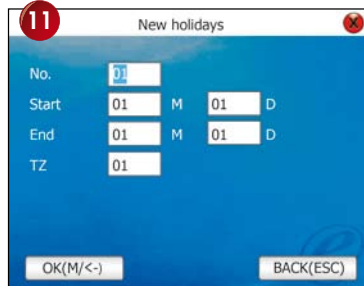 11
New holidays
No. 01
Start 01 M 01 D
End 01 M 01 D
TZ 01
OK(M/<-) BACK(ESC)